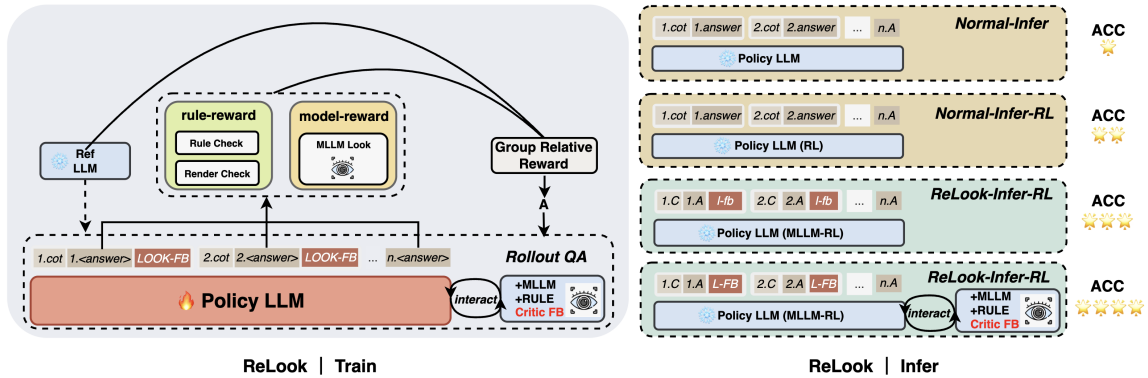 rule-reward
Rule Check
Render Check
model-reward
MLLM Look
Ref
LLM
Group Relative
Reward
A
1.cot 1.<answer> LOOK-FB 2.cot 2.<answer> LOOK-FB ... n.<answer>
Rollout QA
Policy LLM
interact
+MLLM
+RULE
Critic FB
ReLook | Train
1.cot 1.answer 2.cot 2.answer ... n.A
Normal-Infer
Policy LLM
ACC
1.cot 1.answer 2.cot 2.answer ... n.A
Normal-Infer-RL
Policy LLM (RL)
ACC
1.C 1.A l-fb 2.C 2.A l-fb ... n.A
ReLook-Infer-RL
Policy LLM (MLLM-RL)
ACC
1.C 1.A L-FB 2.C 2.A L-FB ... n.A
ReLook-Infer-RL
Policy LLM (MLLM-RL)
interact
+MLLM
+RULE
Critic FB
ACC
ReLook | Infer